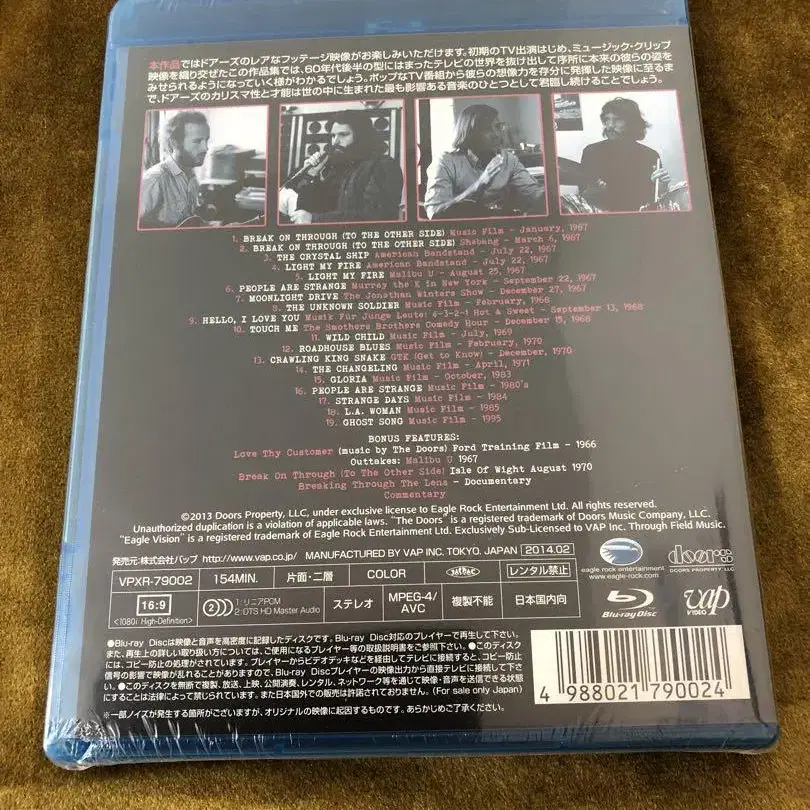 本作品ではドアーズのレアなフッテージ映像がお楽しみいただけます。初期のTV出演はじめ、ミュージック・クリップ
映像を織り交ぜたこの作品集では、60年代後半の型にはまったテレビの世界を抜け出して序所に本来の彼らの姿を
みせられるようになっていく様がわかるでしょう。ポップなTV番組から彼らの想像力を存分に発揮した映像に至るま
で、ドアーズのカリスマ性と才能は世の中に生まれた最も影響ある音楽のひとつとして君臨し続けることでしょう。
1. BREAK ON THROUGH (TO THE OTHER SIDE) Music Film - January, 1967
2. BREAK ON THROUGH (TO THE OTHER SIDE) Shebang - March 6, 1967
3. THE CRYSTAL SHIP American Bandstand - July 22, 1967
4. LIGHT MY FIRE American Bandstand - July 22, 1967
5. LIGHT MY FIRE Malibu U - August 25, 1967
6. PEOPLE ARE STRANGE Murray the K in New York - September 22, 1967
7. MOONLIGHT DRIVE The Jonathan Winters Show - December 27, 1967
8. THE UNKNOWN SOLDIER Music Film - February, 1968
9. HELLO, I LOVE YOU Musik Für Junge Leute: 4-3-2-1 Hot & Sweet - September 13, 1968
10. TOUCH ME The Smothers Brothers Comedy Hour - December 15, 1968
11. WILD CHILD Music Film - July, 1969
12. ROADHOUSE BLUES Music Film - February, 1970
13. CRAWLING KING SNAKE GTK (Get to Know) - December, 1970
14. THE CHANGELING Music Film - April, 1971
15. GLORIA Music Film - October, 1983
16. PEOPLE ARE STRANGE Music Film - 1980's
17. STRANGE DAYS Music Film - 1984
18. L.A. WOMAN Music Film - 1985
19. GHOST SONG Music Film - 1995
BONUS FEATURES:
Love Thy Customer (music by The Doors) Ford Training Film - 1966
Outtakes: Malibu U 1967
Break On Through (To The Other Side) Isle Of Wight August 1970
Breaking Through The Lens - Documentary
Commentary
©2013 Doors Property, LLC, under exclusive license to Eagle Rock Entertainment Ltd. All rights reserved.
Unauthorized duplication is a violation of applicable laws. "The Doors" is a registered trademark of Doors Music Company, LLC.
"Eagle Vision" is a registered trademark of Eagle Rock Entertainment Ltd. Exclusively Sub-Licensed to VAP Inc. Through Field Music.
発売元:株式会社バップ http://www.vap.co.jp/ MANUFACTURED BY VAP INC. TOKYO. JAPAN 2014.02
VPXR-79002 154MIN. 片面・二層 COLOR レンタル禁止
16:9 <1080i High-Definition> 2 1:リニアPCM 2:DTS HD Master Audio ステレオ MPEG-4/AVC 複製不能 日本国内向
eagle rock entertainment
www.eagle-rock.com
doors
DOORS PROPERTY LLC
Blu-ray Disc
vap
VIDEO
●Blu-ray Discは映像と音声を高密度に記録したディスクです。Blu-ray Disc対応のプレイヤーで再生して下さい。
また、再生上の詳しい取り扱い方については、ご使用になるプレイヤー等の取扱説明書をご参照下さい。●このディスク
には、コピー防止の処理がされています。プレイヤーからビデオデッキなどを経由してテレビに接続すると、コピー防止
信号の影響で映像が乱れることがありますので、Blu-ray Discプレイヤーの映像出力から直接テレビに接続して下さ
い。●このディスクを無断で複製、放送、上映、公開演奏、レンタル、ネットワーク等を通じて映像・音声を送信できる状態
にすることは法律によって禁じられています。また日本国外での販売は許諾されておりません。(For sale only Japan)
※一部ノイズが発生する箇所がございますが、オリジナルの映像に起因するものです。あらかじめご了承ください。
4 988021 790024